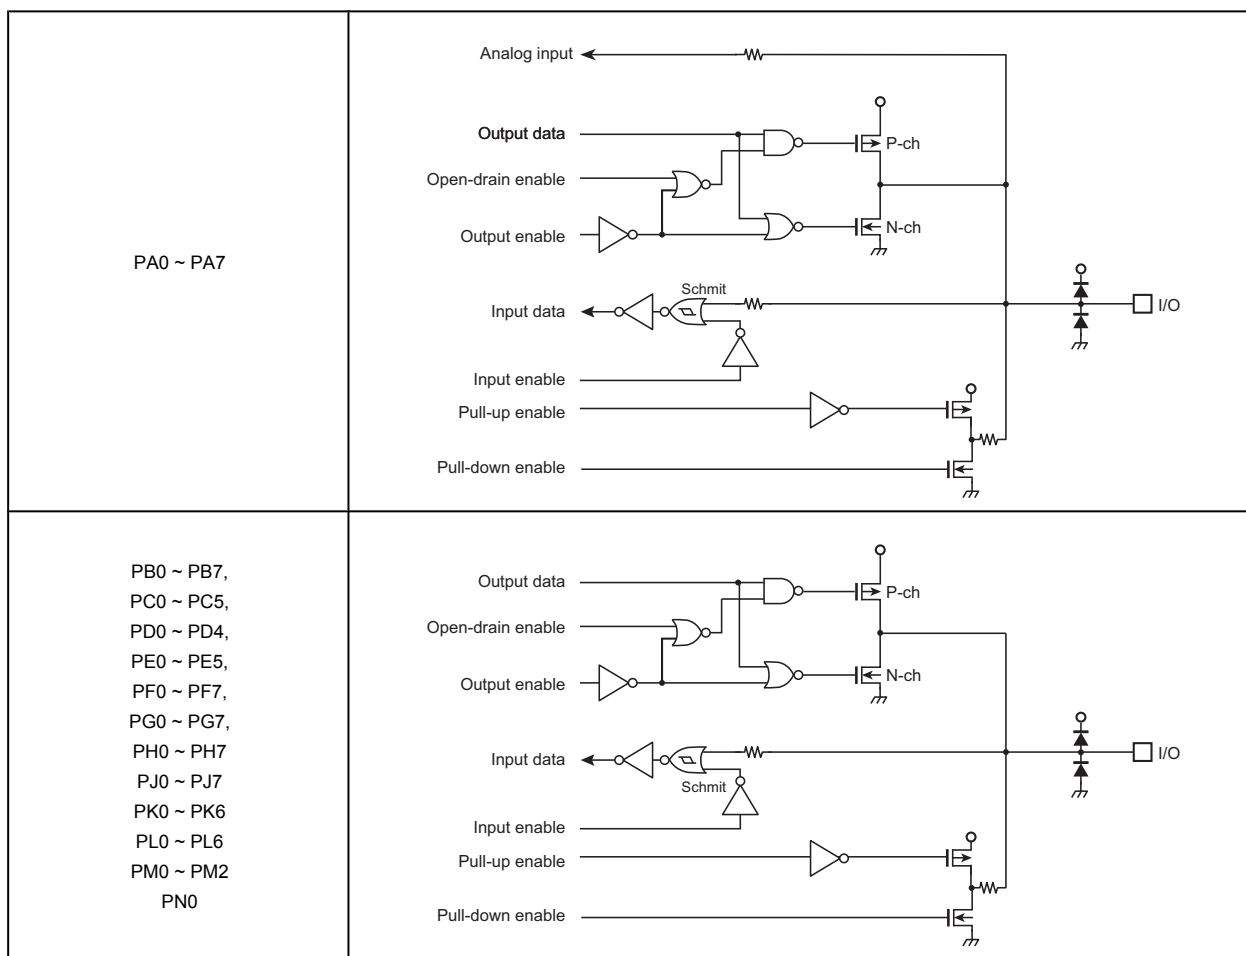 PA0 ~ PA7
Analog input
Output data
P-ch
Open-drain enable
Output enable
N-ch
Schmit
Input data
I/O
Input enable
Pull-up enable
Pull-down enable
PB0 ~ PB7,
PC0 ~ PC5,
PD0 ~ PD4,
PE0 ~ PE5,
PF0 ~ PF7,
PG0 ~ PG7,
PH0 ~ PH7
PJ0 ~ PJ7
PK0 ~ PK6
PL0 ~ PL6
PM0 ~ PM2
PN0
Output data
P-ch
Open-drain enable
Output enable
N-ch
Input data
I/O
Schmit
Input enable
Pull-up enable
Pull-down enable